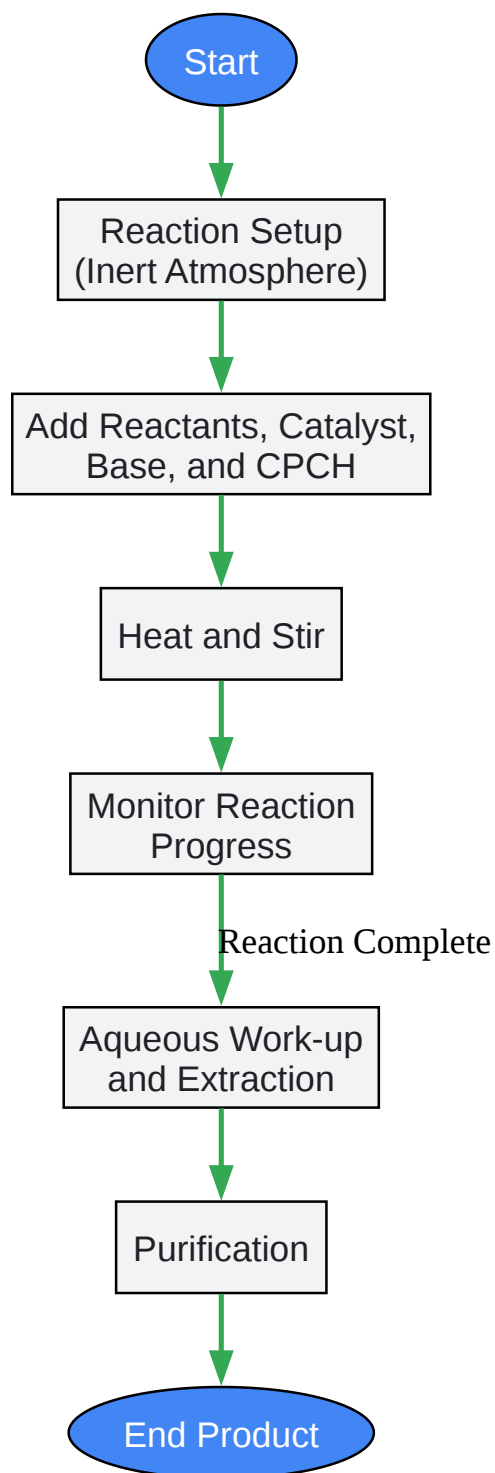 Start
Reaction Setup
(Inert Atmosphere)
Add Reactants, Catalyst,
Base, and CPCH
Heat and Stir
Monitor Reaction
Progress
Reaction Complete
Aqueous Work-up
and Extraction
Purification
End Product